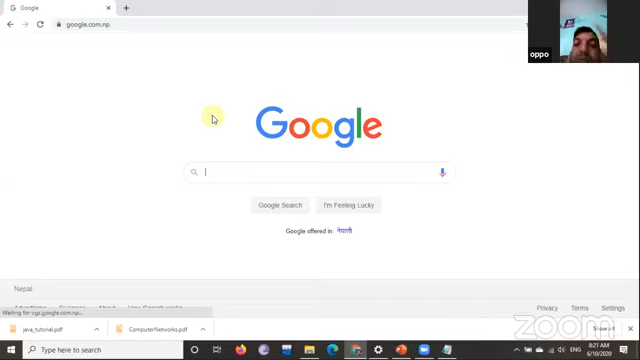 Google
google.com.np
oppo
Google
Google Search
I'm Feeling Lucky
Google offered in: नेपाली
Nepal
Privacy
Terms
Settings
Waiting for ogs.google.com.np...
java_tutorial.pdf
ComputerNetworks.pdf
Show all
zoom
Type here to search
ENG
8:21 AM
6/10/2020